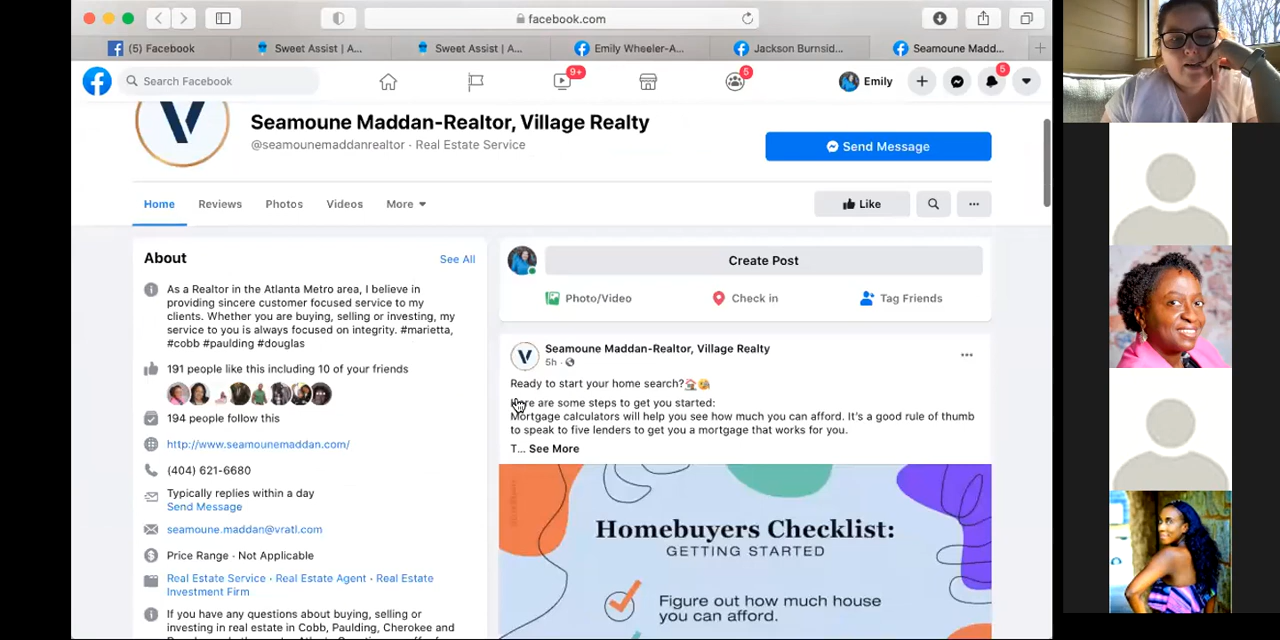 facebook.com
(5) Facebook
Sweet Assist | A...
Sweet Assist | A...
Emily Wheeler-A...
Jackson Burnsid...
Seamoune Madd...
Search Facebook
9+
5
Emily
5
V
Seamoune Maddan-Realtor, Village Realty
@seamounemaddanrealtor · Real Estate Service
Send Message
Home
Reviews
Photos
Videos
More
Like
About
See All
As a Realtor in the Atlanta Metro area, I believe in
providing sincere customer focused service to my
clients. Whether you are buying, selling or investing, my
service to you is always focused on integrity. #marietta,
#cobb #paulding #douglas
191 people like this including 10 of your friends
194 people follow this
http://www.seamounemaddan.com/
(404) 621-6680
Typically replies within a day
Send Message
seamoune.maddan@vratl.com
Price Range · Not Applicable
Real Estate Service · Real Estate Agent · Real Estate
Investment Firm
If you have any questions about buying, selling or
investing in real estate in Cobb, Paulding, Cherokee and
Create Post
Photo/Video
Check in
Tag Friends
V
Seamoune Maddan-Realtor, Village Realty
5h ·
Ready to start your home search?🏠🧐
Here are some steps to get you started:
Mortgage calculators will help you see how much you can afford. It's a good rule of thumb
to speak to five lenders to get you a mortgage that works for you.
T... See More
Homebuyers Checklist:
GETTING STARTED
Figure out how much house
you can afford.